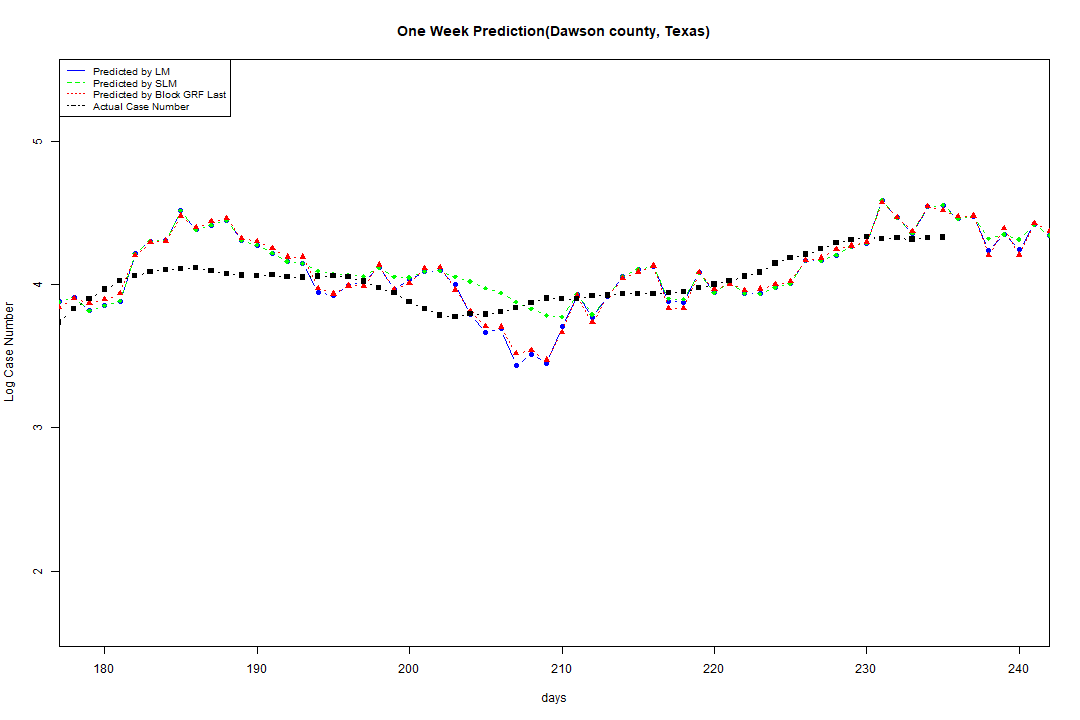 One Week Prediction(Dawson county, Texas)
Predicted by LM
Predicted by SLM
Predicted by Block GRF Last
Actual Case Number
5
4
3
2
Log Case Number
180 190 200 210 220 230 240
days